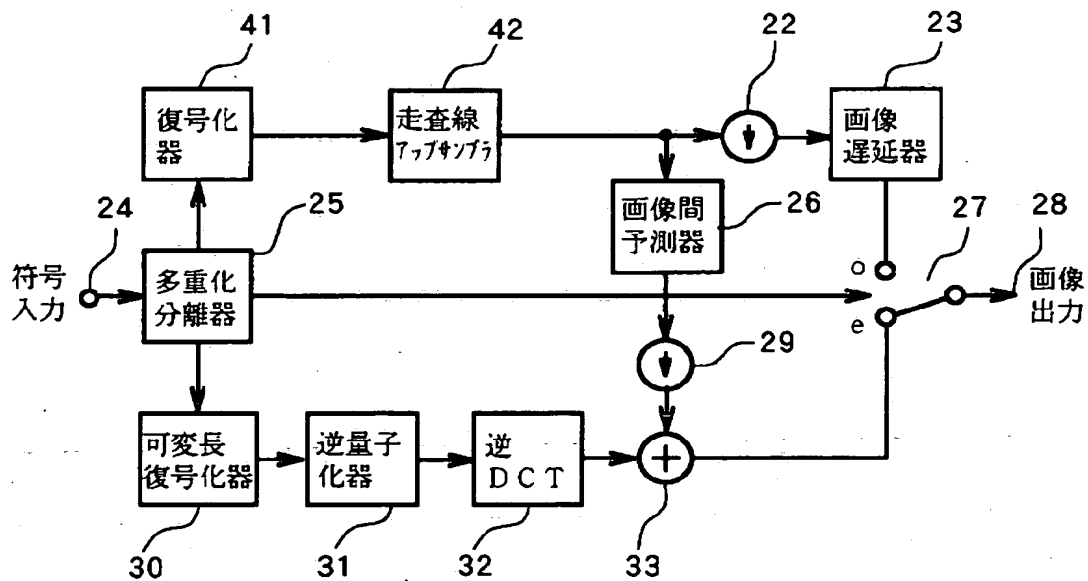 41
42
22
23
復号化
器
走査線
アップサンプラ
画像
遅延器
24
25
画像間
予測器
26
27
28
符号
入力
多重化
分離器
o
e
画像
出力
29
可変長
復号化器
逆量子
化器
逆
DCT
30
31
32
33